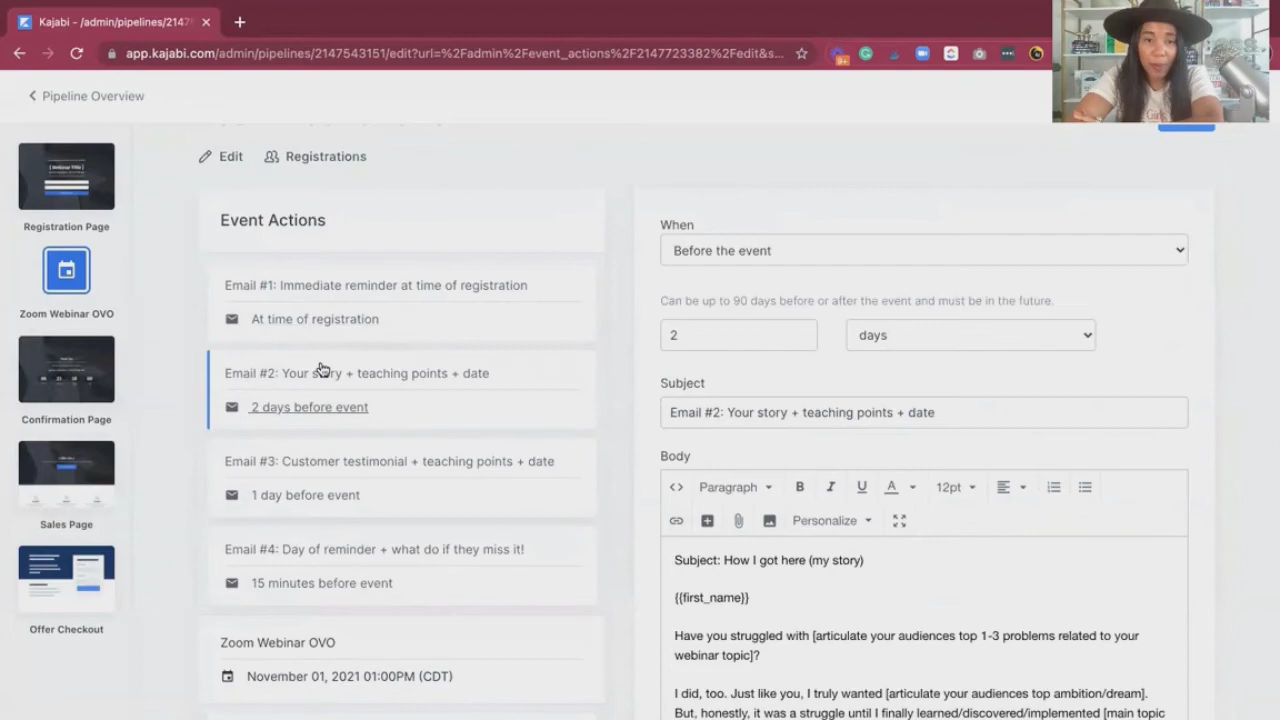 Kajabi - /admin/pipelines/2147
app.kajabi.com/admin/pipelines/2147543151/edit?url=%2Fadmin%2Fevent_actions%2F2147723382%2Fedit&s...
9+
Pipeline Overview
Edit
Registrations
Registration Page
Zoom Webinar OVO
Confirmation Page
Sales Page
Offer Checkout
Event Actions
Email #1: Immediate reminder at time of registration
At time of registration
Email #2: Your story + teaching points + date
2 days before event
Email #3: Customer testimonial + teaching points + date
1 day before event
Email #4: Day of reminder + what do if they miss it!
15 minutes before event
Zoom Webinar OVO
November 01, 2021 01:00PM (CDT)
When
Before the event
Can be up to 90 days before or after the event and must be in the future.
2
days
Subject
Email #2: Your story + teaching points + date
Body
Paragraph
B
I
U
A
12pt
Personalize
Subject: How I got here (my story)
{{first_name}}
Have you struggled with [articulate your audiences top 1-3 problems related to your
webinar topic]?
I did, too. Just like you, I truly wanted [articulate your audiences top ambition/dream].
But, honestly, it was a struggle until I finally learned/discovered/implemented [main topic